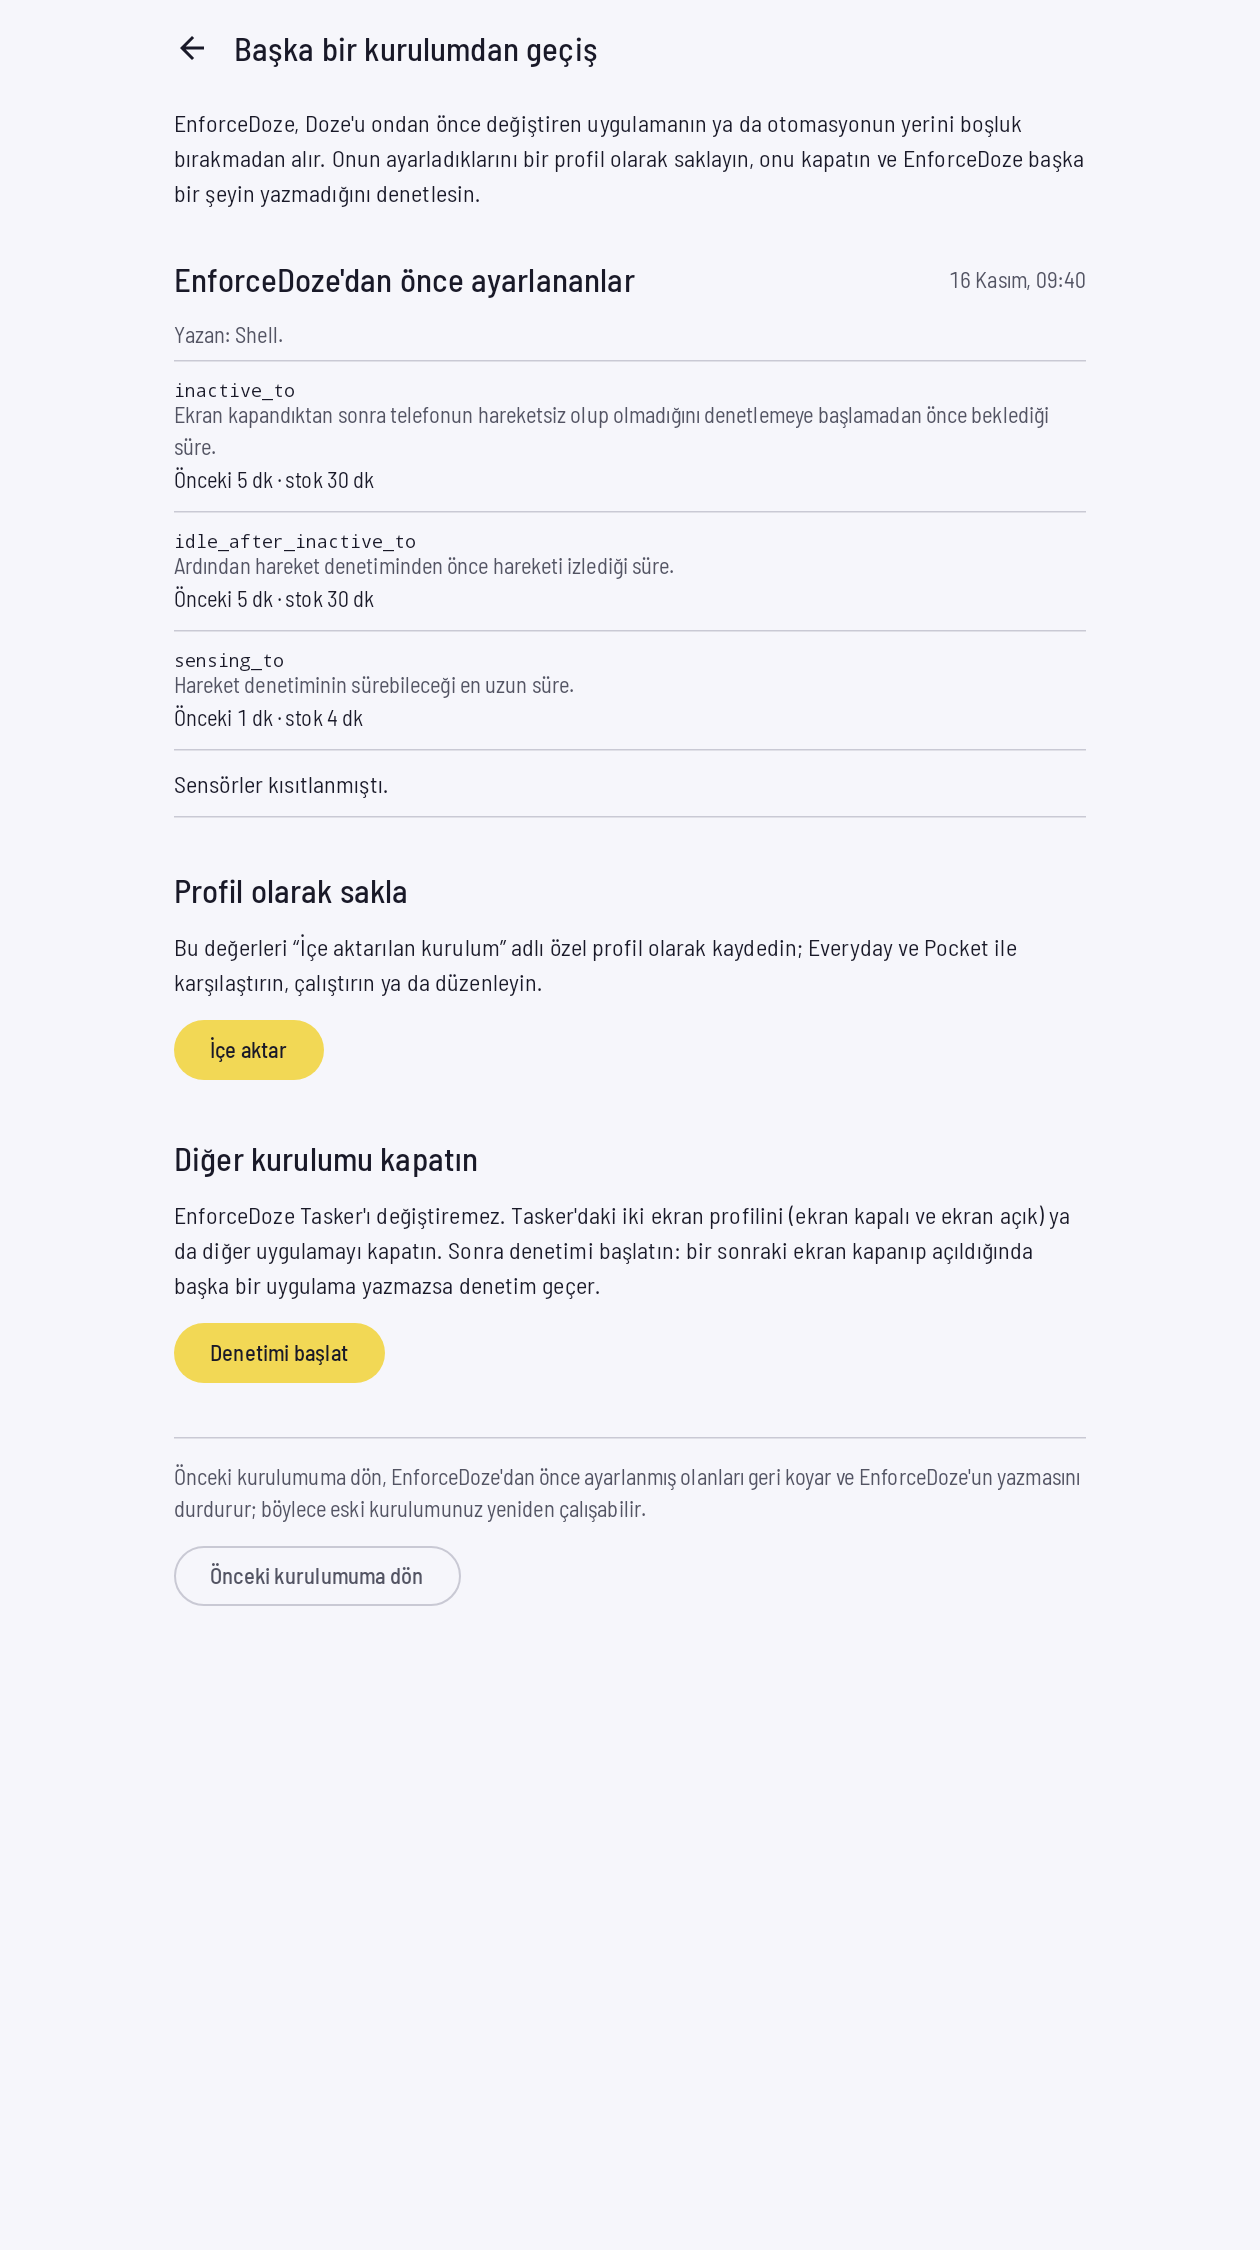 Başka bir kurulumdan geçiş
EnforceDoze, Doze'u ondan önce değiştiren uygulamanın ya da otomasyonun yerini boşluk
bırakmadan alır. Onun ayarladıklarını bir profil olarak saklayın, onu kapatın ve EnforceDoze başka
bir şeyin yazmadığını denetlesin.
EnforceDoze'dan önce ayarlananlar
16 Kasım, 09:40
Yazan: Shell.
inactive_to
Ekran kapandıktan sonra telefonun hareketsiz olup olmadığını denetlemeye başlamadan önce beklediği
süre.
Önceki 5 dk · stok 30 dk
idle_after_inactive_to
Ardından hareket denetiminden önce hareketi izlediği süre.
Önceki 5 dk · stok 30 dk
sensing_to
Hareket denetiminin sürebileceği en uzun süre.
Önceki 1 dk · stok 4 dk
Sensörler kısıtlanmıştı.
Profil olarak sakla
Bu değerleri “İçe aktarılan kurulum” adlı özel profil olarak kaydedin; Everyday ve Pocket ile
karşılaştırın, çalıştırın ya da düzenleyin.
İçe aktar
Diğer kurulumu kapatın
EnforceDoze Tasker'ı değiştiremez. Tasker'daki iki ekran profilini (ekran kapalı ve ekran açık) ya
da diğer uygulamayı kapatın. Sonra denetimi başlatın: bir sonraki ekran kapanıp açıldığında
başka bir uygulama yazmazsa denetim geçer.
Denetimi başlat
Önceki kurulumuma dön, EnforceDoze'dan önce ayarlanmış olanları geri koyar ve EnforceDoze'un yazmasını
durdurur; böylece eski kurulumunuz yeniden çalışabilir.
Önceki kurulumuma dön